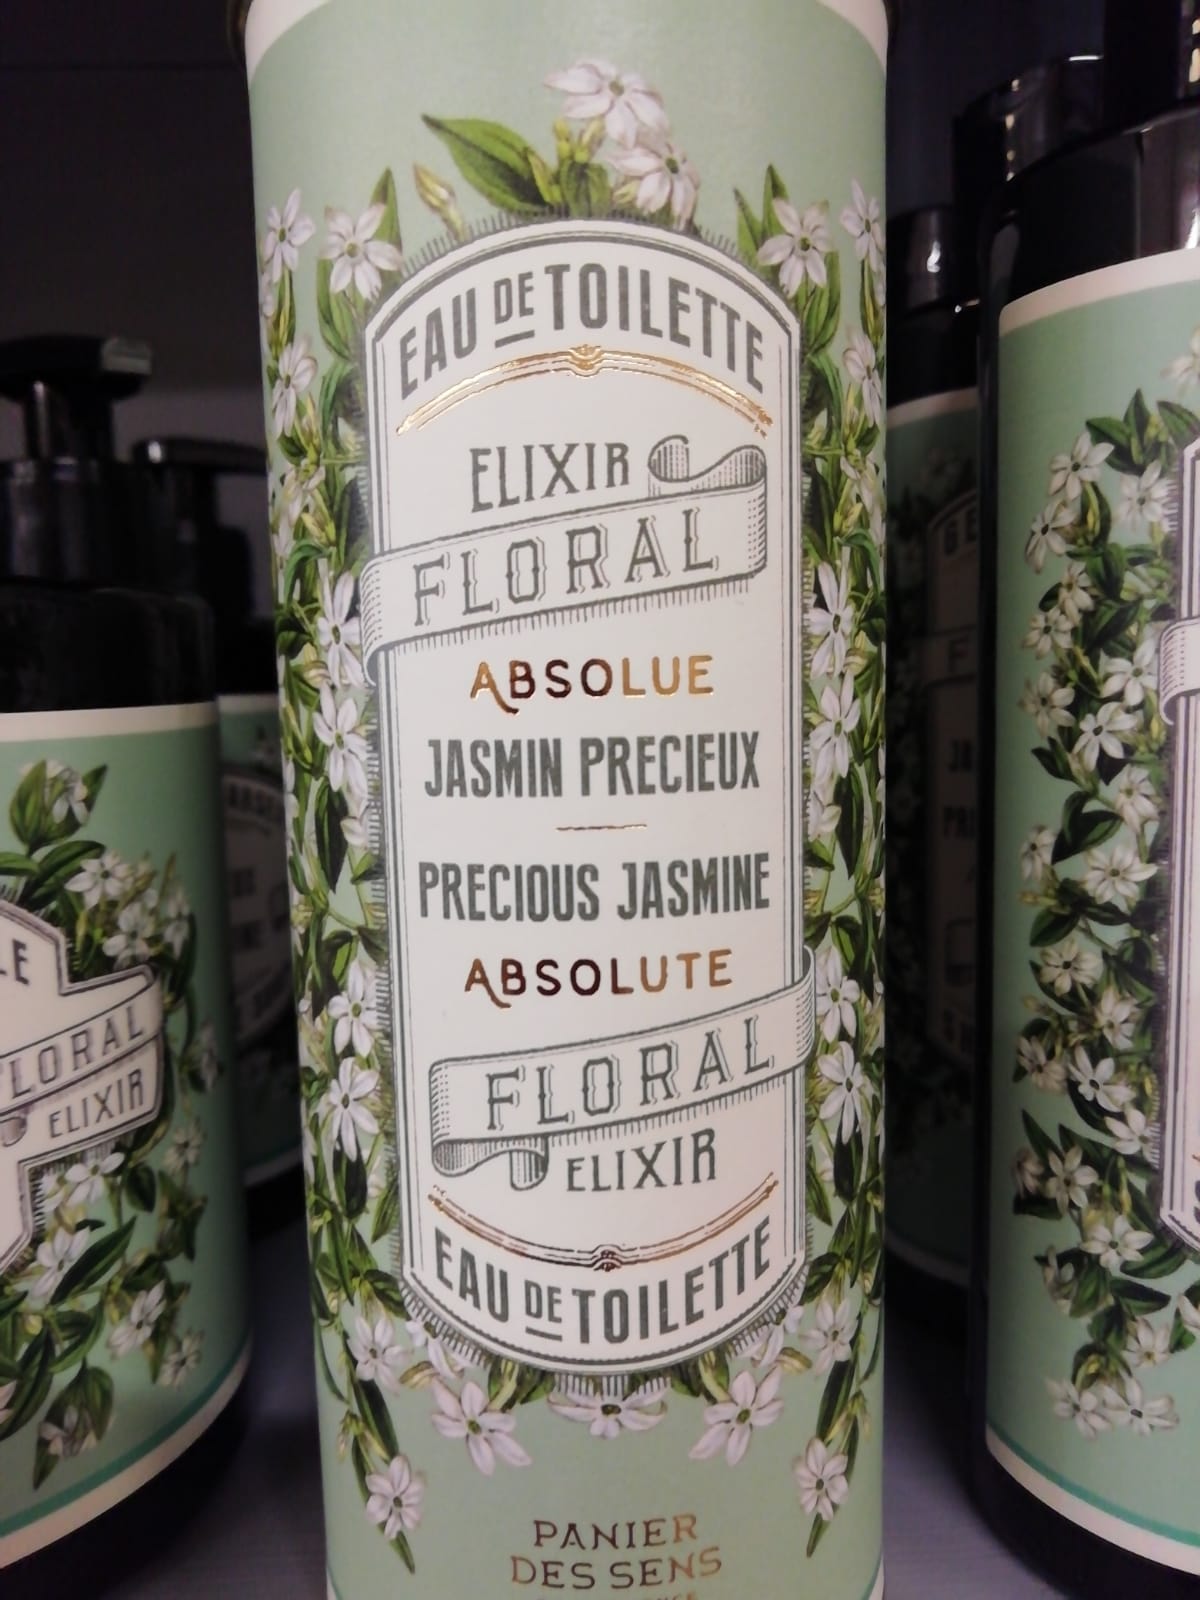 EAU DE TOILETTE
ELIXIR
FLORAL
ABSOLUE
JASMIN PRECIEUX
PRECIOUS JASMINE
ABSOLUTE
FLORAL
ELIXIR
EAU DE TOILETTE
PANIER
DES SENS
FLORAL
ELIXIR